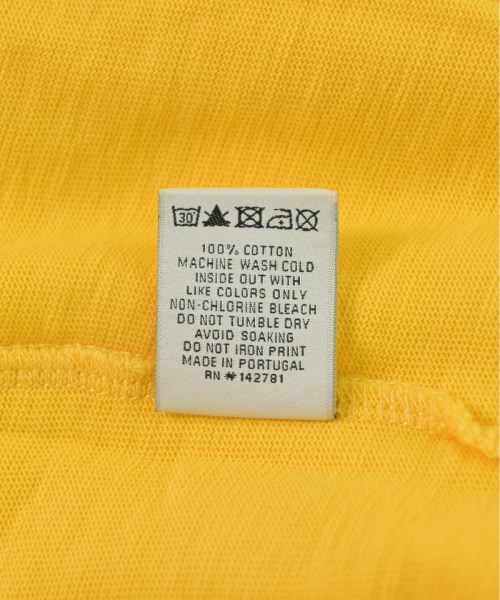 30
100% COTTON
MACHINE WASH COLD
INSIDE OUT WITH
LIKE COLORS ONLY
NON-CHLORINE BLEACH
DO NOT TUMBLE DRY
AVOID SOAKING
DO NOT IRON PRINT
MADE IN PORTUGAL
RN #142781